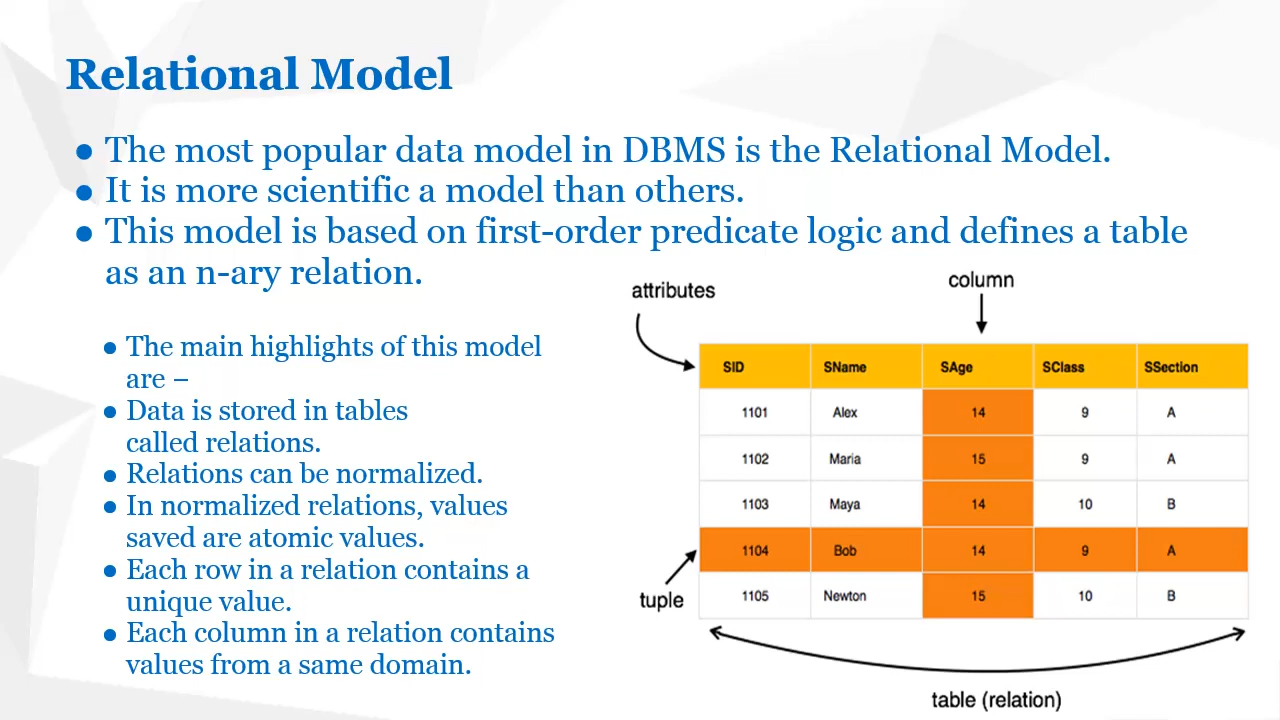 Relational Model
● The most popular data model in DBMS is the Relational Model.
● It is more scientific a model than others.
● This model is based on first-order predicate logic and defines a table
as an n-ary relation.
● The main highlights of this model
are –
● Data is stored in tables
called relations.
● Relations can be normalized.
● In normalized relations, values
saved are atomic values.
● Each row in a relation contains a
unique value.
● Each column in a relation contains
values from a same domain.
attributes
column
SID SName SAge SClass SSection
1101 Alex 14 9 A
1102 Maria 15 9 A
1103 Maya 14 10 B
1104 Bob 14 9 A
1105 Newton 15 10 B
tuple
table (relation)